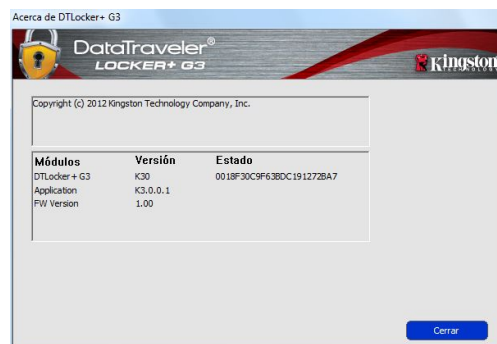 Acerca de DTLocker+ G3
DataTraveler®
LOCKER+ G3
Kingston
TECHNOLOGY
Copyright (c) 2012 Kingston Technology Company, Inc.
Módulos Versión Estado
DTLocker + G3 K30 0018F30C9F63BDC191272BA7
Application K3.0.0.1
FW Version 1.00
Cerrar